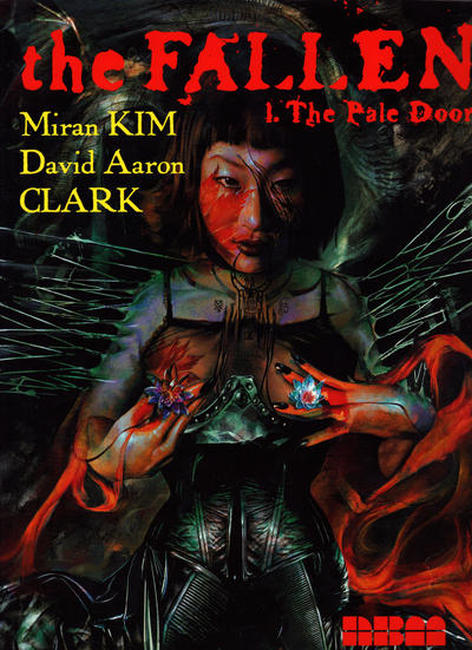 the FALLEN
1. The Pale Door
Miran KIM
David Aaron
CLARK
NBM